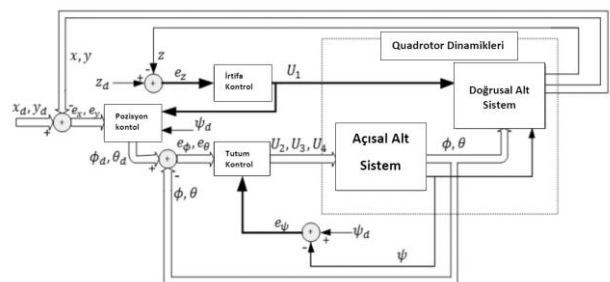 Quadrotor Dinamikleri
x, y
z
z_d
e_z
İrtifa
Kontrol
U_1
Doğrusal Alt
Sistem
x_d, y_d
e_x, e_y
Pozisyon
kontol
ψ_d
ϕ_d, θ_d
e_ϕ, e_θ
Tutum
Kontrol
U_2, U_3, U_4
Açısal Alt
Sistem
ϕ, θ
ϕ, θ
e_ψ
ψ_d
ψ